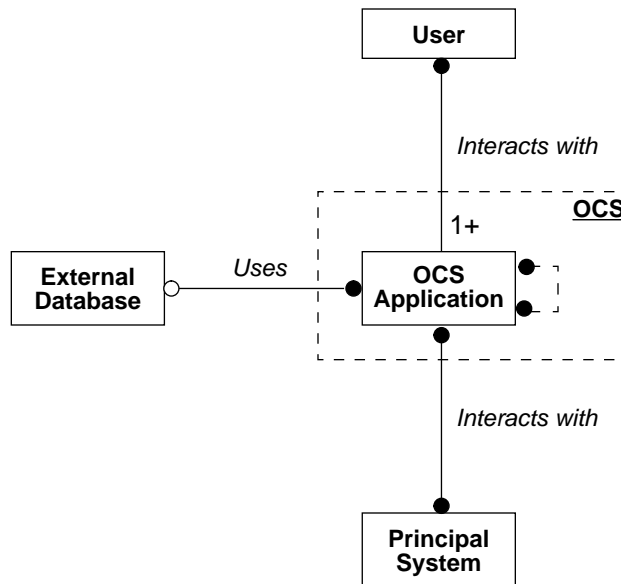 User
Interacts with
OCS
1+
External
Database
Uses
OCS
Application
Interacts with
Principal
System